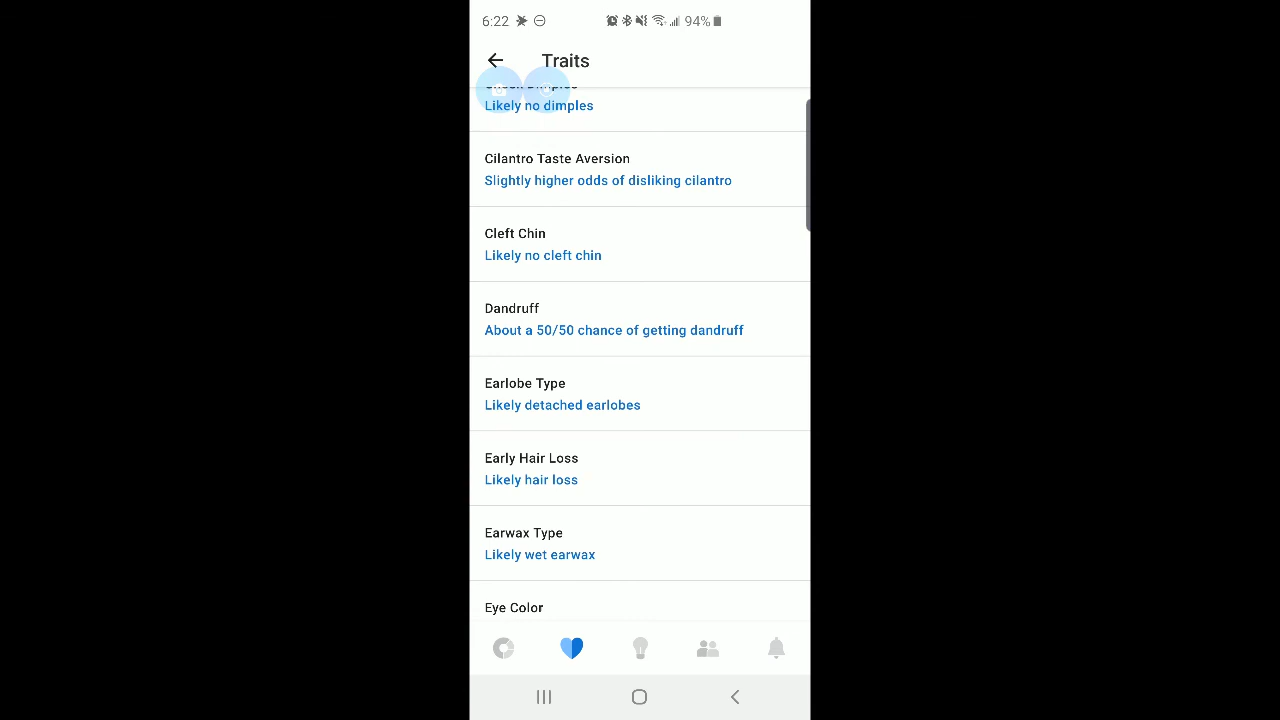 6:22
94%
Traits
Likely no dimples
Cilantro Taste Aversion
Slightly higher odds of disliking cilantro
Cleft Chin
Likely no cleft chin
Dandruff
About a 50/50 chance of getting dandruff
Earlobe Type
Likely detached earlobes
Early Hair Loss
Likely hair loss
Earwax Type
Likely wet earwax
Eye Color